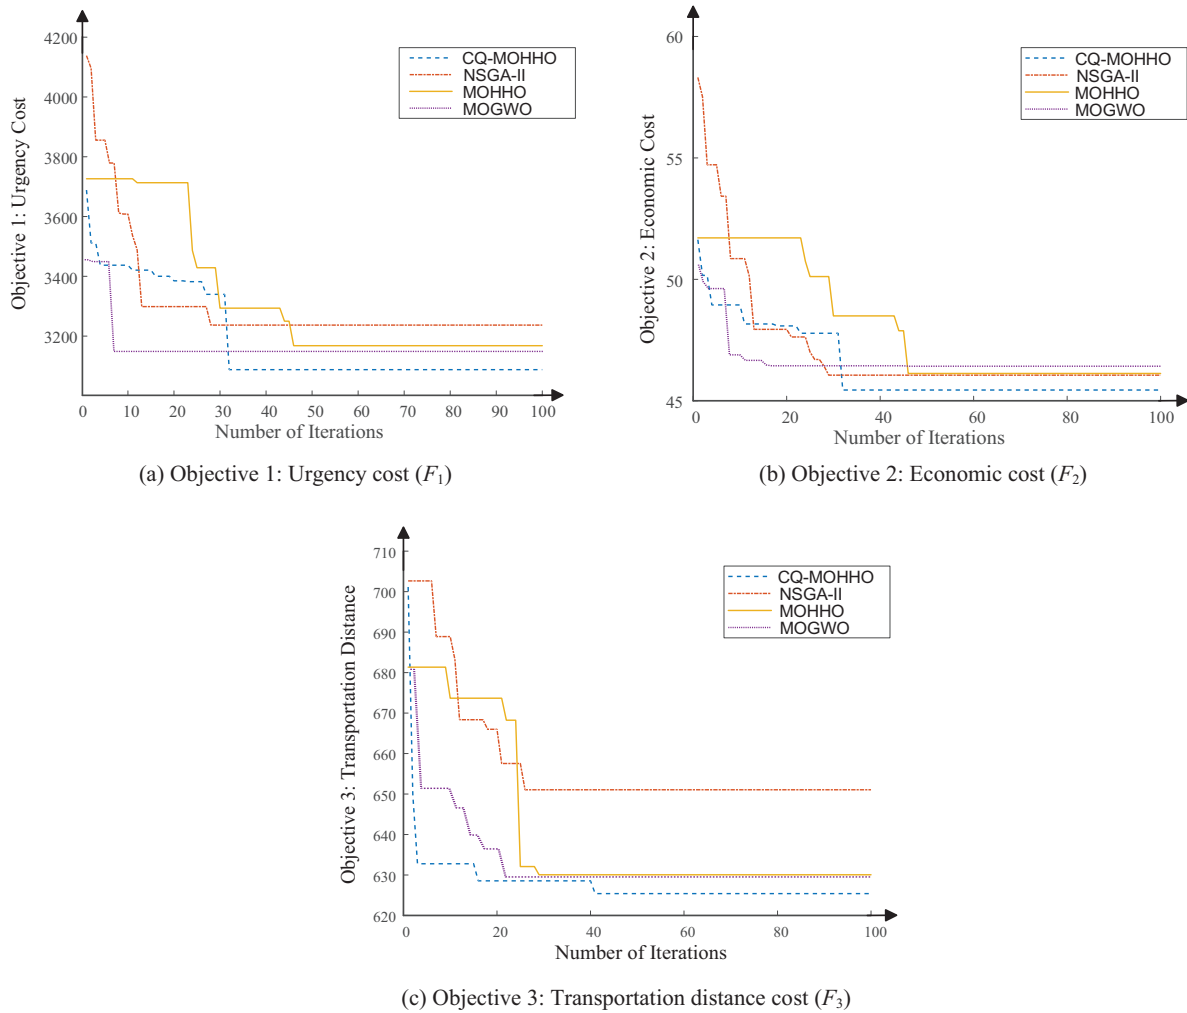 4200
4000
3800
3600
3400
3200
Objective 1: Urgency Cost
CQ-MOHHO
NSGA-II
MOHHO
MOGWO
0 10 20 30 40 50 60 70 80 90 100
Number of Iterations
(a) Objective 1: Urgency cost (F1)
60
55
50
45
Objective 2: Economic Cost
CQ-MOHHO
NSGA-II
MOHHO
MOGWO
0 20 40 60 80 100
Number of Iterations
(b) Objective 2: Economic cost (F2)
710
700
690
680
670
660
650
640
630
620
Objective 3: Transportation Distance
CQ-MOHHO
NSGA-II
MOHHO
MOGWO
0 20 40 60 80 100
Number of Iterations
(c) Objective 3: Transportation distance cost (F3)